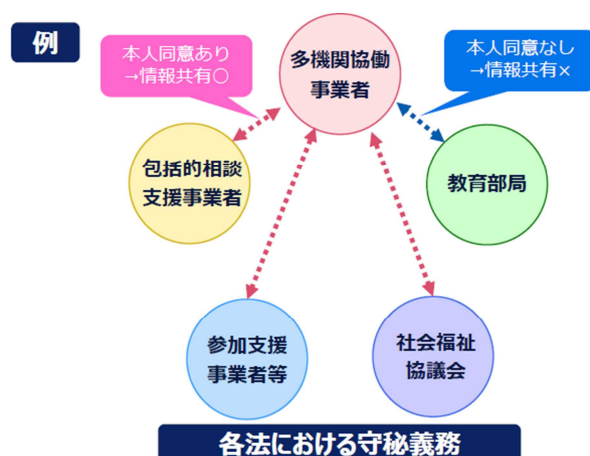 例
本人同意あり
→情報共有○
多機関協働
事業者
本人同意なし
→情報共有×
包括的相談
支援事業者
教育部局
参加支援
事業者等
社会福祉
協議会
各法における守秘義務